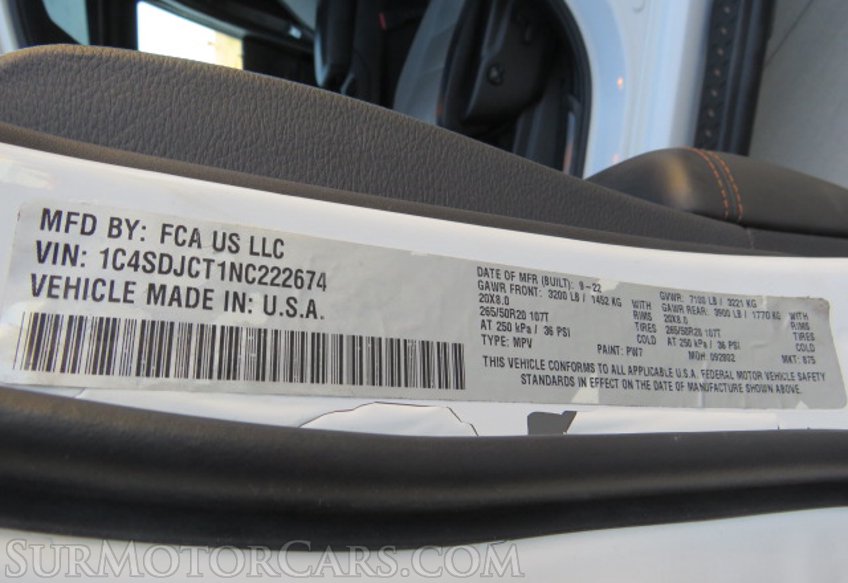 MFD BY: FCA US LLC
VIN: 1C4SDJCT1NC222674
VEHICLE MADE IN: U.S.A.
DATE OF MFR (BUILT): 9-22
GAWR FRONT: 3200 LB / 1452 KG WITH
20X8.0 RIMS
265/50R20 107T TIRES
AT 250 kPa / 36 PSI COLD
TYPE: MPV PAINT: PW7
GVWR: 7100 LB / 3221 KG
GAWR REAR: 3900 LB / 1770 KG WITH
20X8.0 RIMS
265/50R20 107T TIRES
AT 250 kPa / 36 PSI COLD
MDH: 092802 MKT: 875
THIS VEHICLE CONFORMS TO ALL APPLICABLE U.S.A. FEDERAL MOTOR VEHICLE SAFETY
STANDARDS IN EFFECT ON THE DATE OF MANUFACTURE SHOWN ABOVE.
SURMOTORCARS.COM